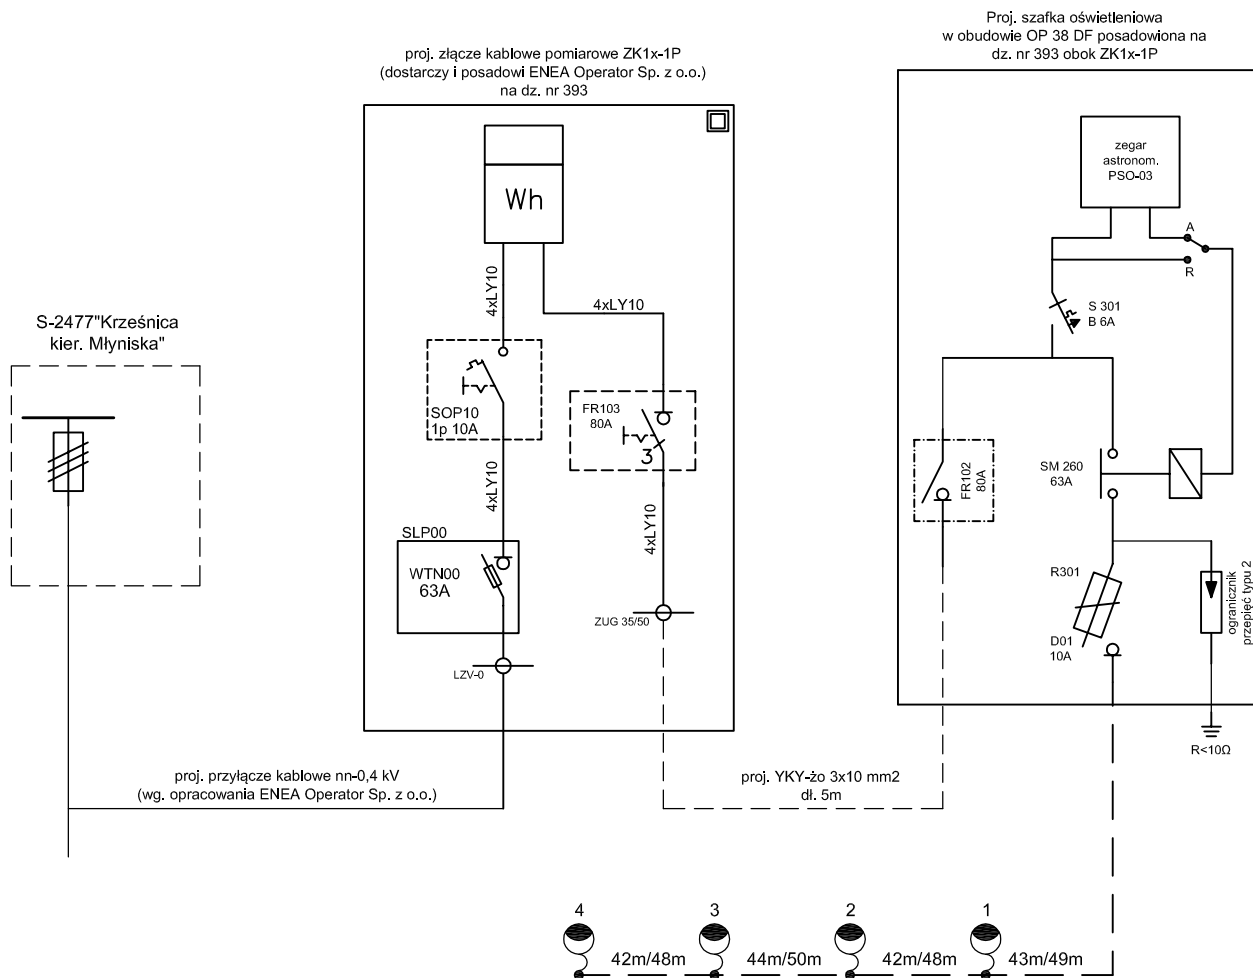 Proj. szafka oświetleniowa
w obudowie OP 38 DF posadowiona na
dz. nr 393 obok ZK1x-1P
proj. złącze kablowe pomiarowe ZK1x-1P
(dostarczy i posadowi ENEA Operator Sp. z o.o.)
na dz. nr 393
zegar
astronom.
PSO-03
Wh
A
R
4xLY10
4xLY10
S 301
B 6A
S-2477"Krześnica
kier. Młyniska"
SOP10
1p 10A
FR103
80A
3
FR102
80A
SM 260
63A
4xLY10
4xLY10
SLP00
WTN00
63A
R301
D01
10A
ogranicznik
przepięć typu 2
ZUG 35/50
LZV-0
R<10Ω
proj. przyłącze kablowe nn-0,4 kV
(wg. opracowania ENEA Operator Sp. z o.o.)
proj. YKY-żo 3x10 mm2
dł. 5m
4
3
2
1
42m/48m
44m/50m
42m/48m
43m/49m